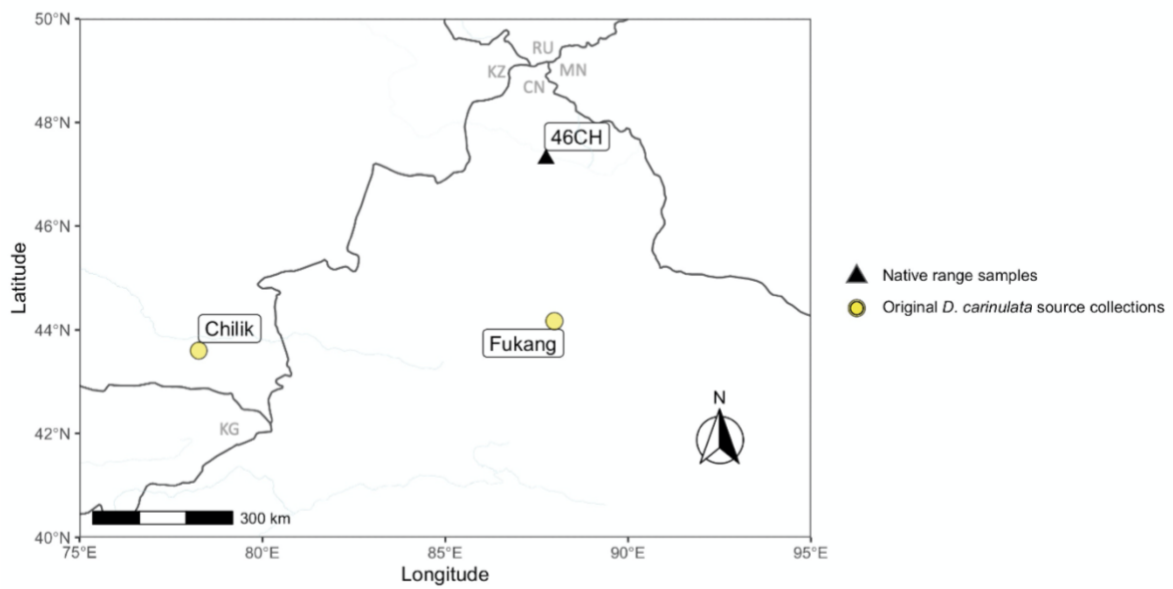 50°N
RU
KZ
MN
CN
48°N
46CH
46°N
Latitude
Native range samples
Original D. carinulata source collections
44°N
Chilik
Fukang
N
42°N
KG
300 km
40°N
75°E 80°E 85°E 90°E 95°E
Longitude